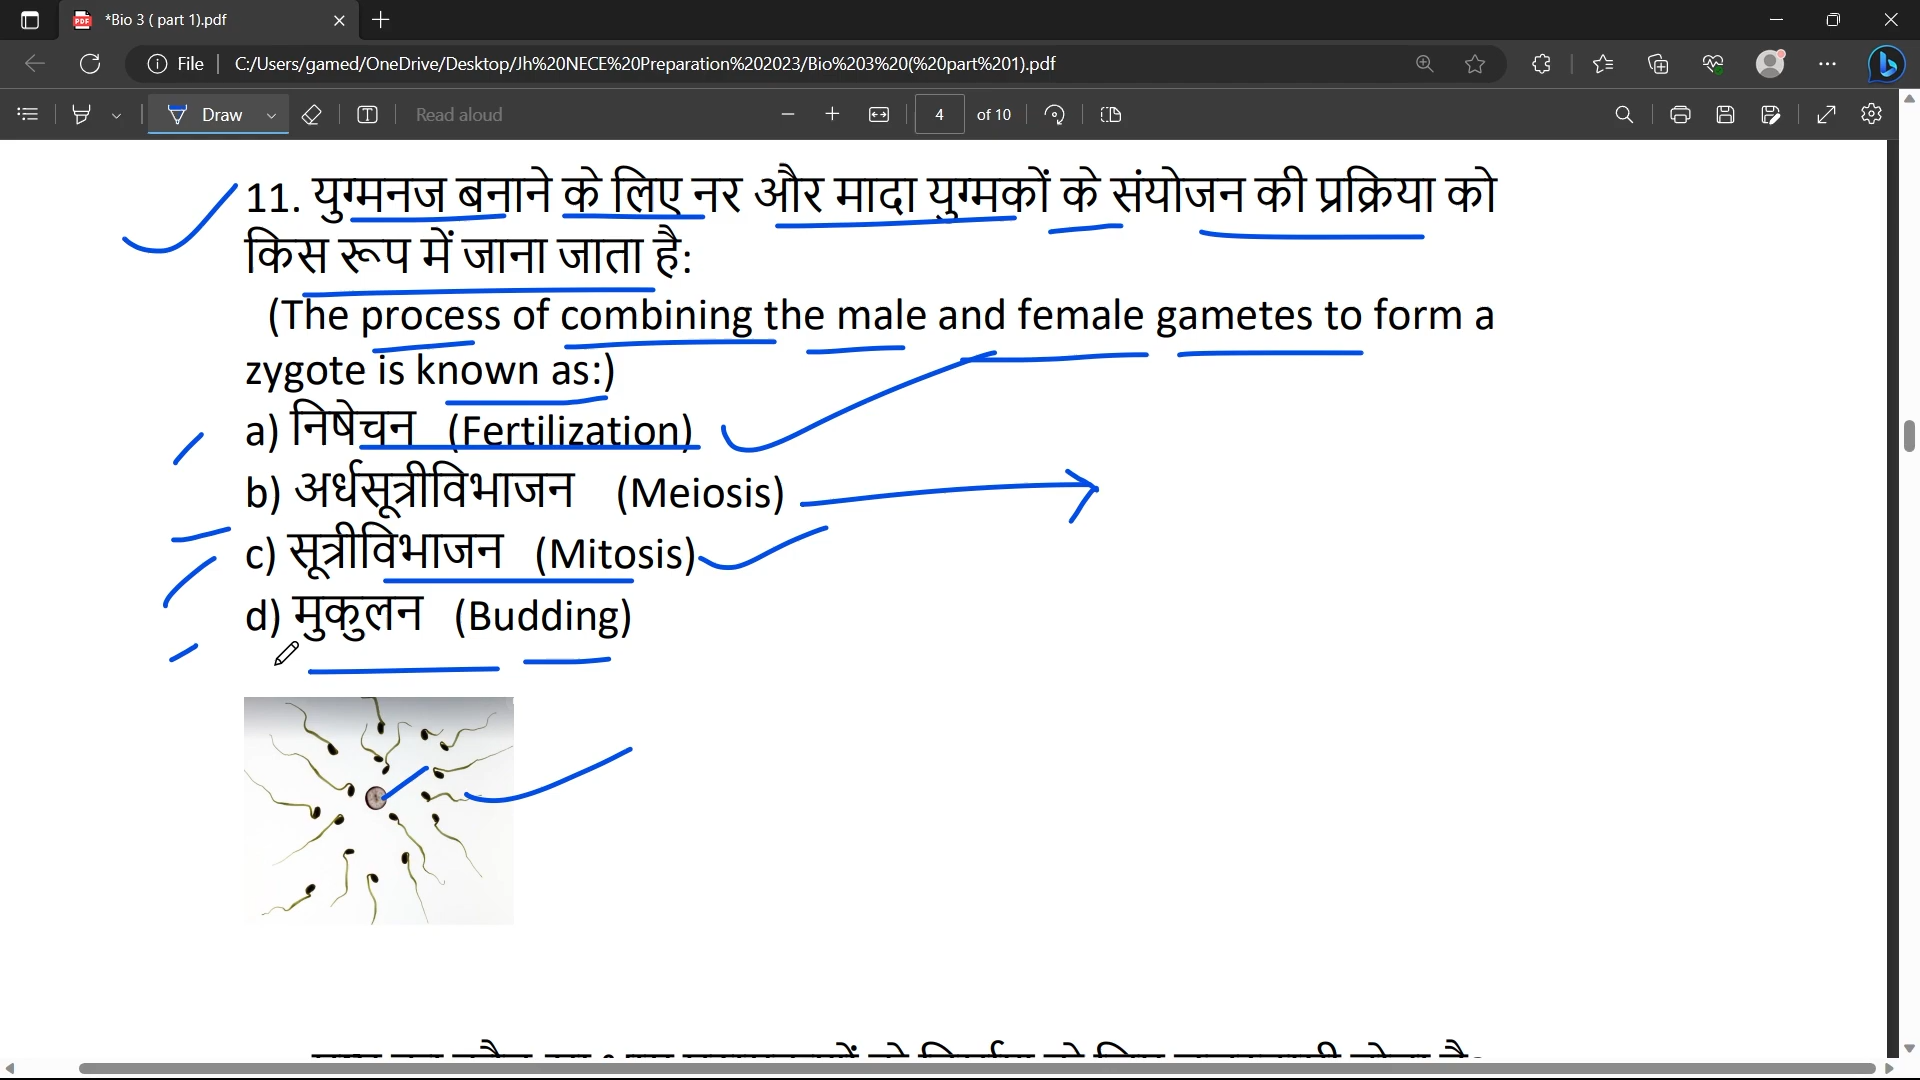 *Bio 3 ( part 1).pdf
File C:/Users/gamed/OneDrive/Desktop/Jh%20NECE%20Preparation%202023/Bio%203%20(%20part%201).pdf
Draw Read aloud 4 of 10
11. युग्मनज बनाने के लिए नर और मादा युग्मकों के संयोजन की प्रक्रिया को
किस रूप में जाना जाता है:
(The process of combining the male and female gametes to form a
zygote is known as:)
a) निषेचन (Fertilization)
b) अर्धसूत्रीविभाजन (Meiosis)
c) सूत्रीविभाजन (Mitosis)
d) मुकुलन (Budding)